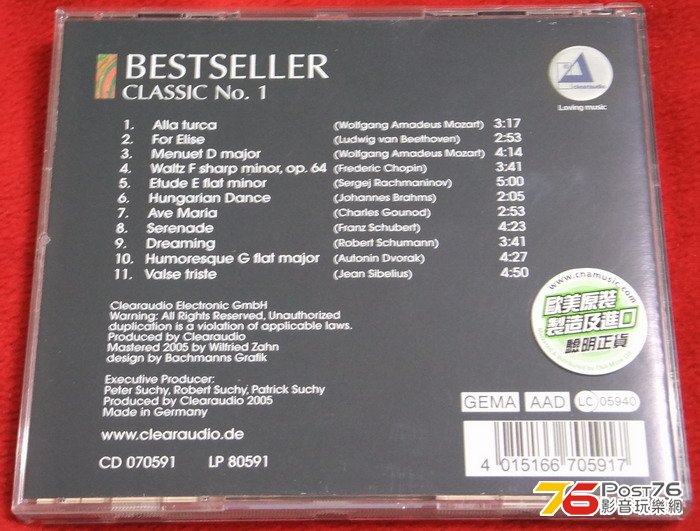 BESTSELLER
CLASSIC No. 1
clearaudio
Loving music
1. Alla turca (Wolfgang Amadeus Mozart) 3:17
2. For Elise (Ludwig van Beethoven) 2:53
3. Menuet D major (Wolfgang Amadeus Mozart) 4:14
4. Waltz F sharp minor, op. 64 (Frederic Chopin) 3:41
5. Etude E flat minor (Sergej Rachmaninov) 5:00
6. Hungarian Dance (Johannes Brahms) 2:05
7. Ave Maria (Charles Gounod) 2:53
8. Serenade (Franz Schubert) 4:23
9. Dreaming (Robert Schumann) 3:41
10. Humoresque G flat major (Autonin Dvorak) 4:27
11. Valse triste (Jean Sibelius) 4:50
Clearaudio Electronic GmbH
Warning: All Rights Reserved, Unauthorized
duplication is a violation of applicable laws.
Produced by Clearaudio
Mastered 2005 by Wilfried Zahn
design by Bachmanns Grafik
www.cnamusic.com
歐美原裝
製造及進口
證明正貨
Executive Producer:
Peter Suchy, Robert Suchy, Patrick Suchy
Produced by Clearaudio 2005
Made in Germany
GEMA AAD LC 05940
www.clearaudio.de
CD 070591 LP 80591
4 015166 705917
76 Post76
影音玩樂網